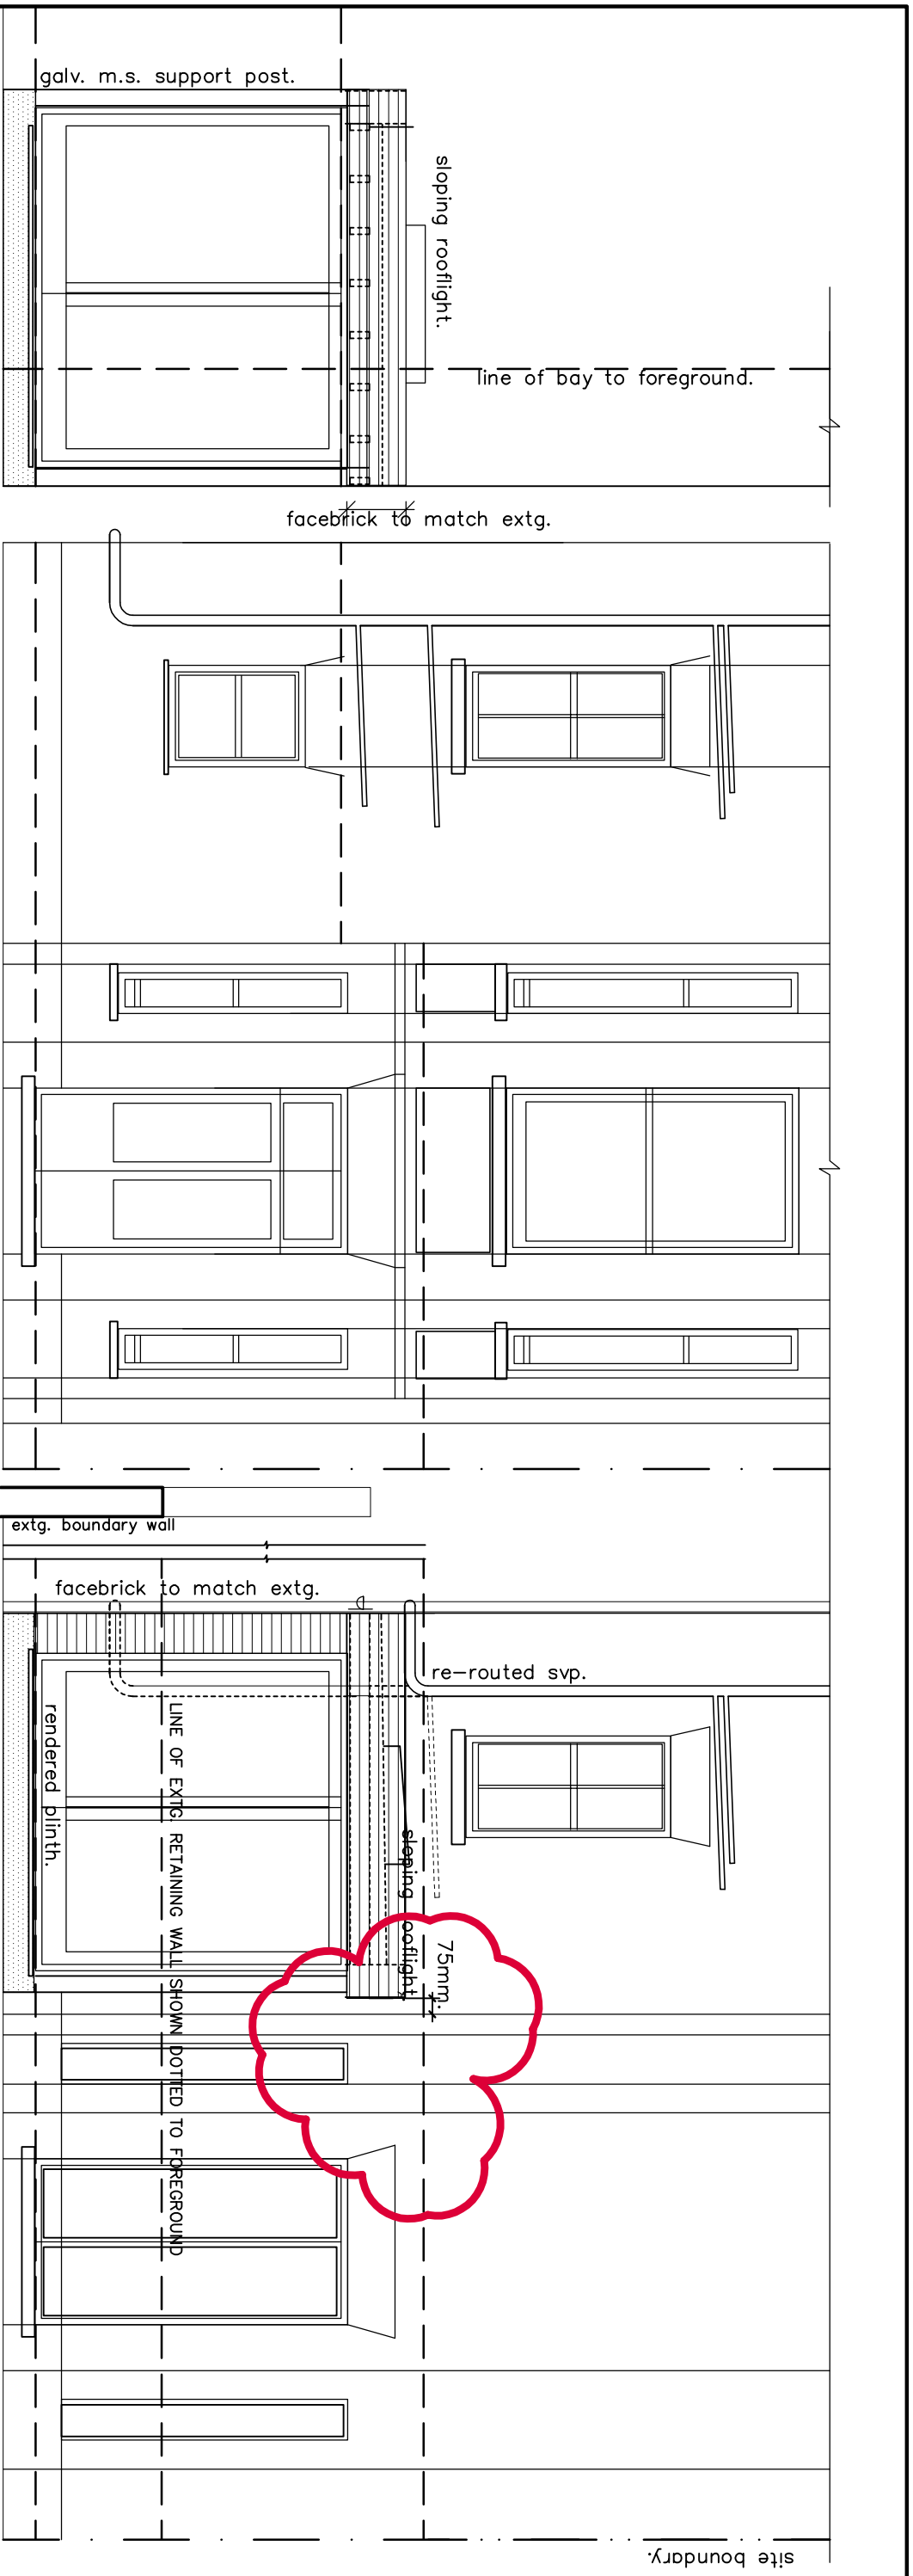 galv. m.s. support post.
sloping rooflight.
line of bay to foreground.
facebrick to match extg.
extg. boundary wall
facebrick to match extg.
re-routed svp.
rendered plinth.
LINE OF EXTG. RETAINING WALL SHOWN DOTTED TO FOREGROUND
sloping rooflight.
75mm.
site boundary.